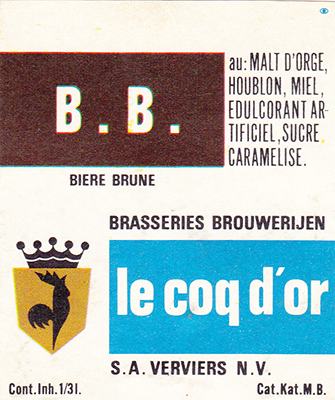 B.B.
BIERE BRUNE
au: MALT D'ORGE,
HOUBLON, MIEL,
EDULCORANT AR-
TIFICIEL, SUCRE
CARAMELISE.
BRASSERIES BROUWERIJEN
le coq d'or
S.A. VERVIERS N.V.
Cont.Inh.1/3l.
Cat.Kat.M.B.